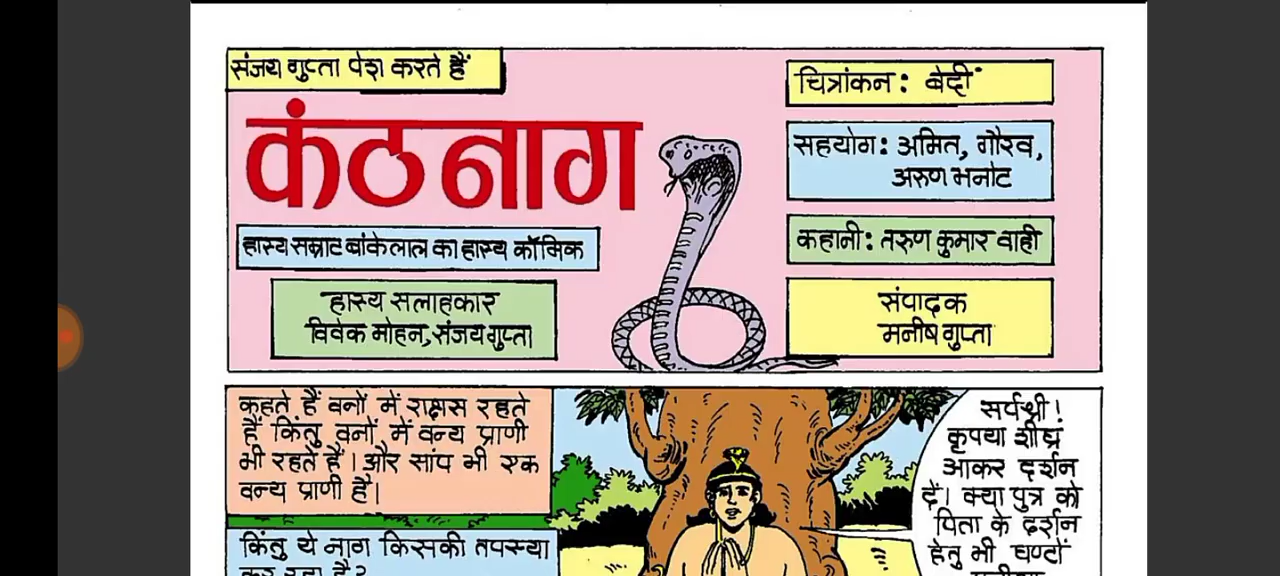 संजय गुप्ता पेश करते हैं
कंठ नाग
हास्य सम्राट बांकेलाल का हास्य कॉमिक
हास्य सलाहकार
विवेक मोहन, संजय गुप्ता
चित्रांकन: बेदी
सहयोग: अमित, गौरव,
अरुण भनोट
कहानी: तरुण कुमार वाही
संपादक
मनीष गुप्ता
कहते हैं वनों में राक्षस रहते
हैं किंतु वनों में वन्य प्राणी
भी रहते हैं। और सांप भी एक
वन्य प्राणी है।
किंतु ये नाग किसकी तपस्या
कर रहा है?
सर्पश्री!
कृपया शीघ्र
आकर दर्शन
दें। क्या पुत्र को
पिता के दर्शन
हेतु भी घण्टों